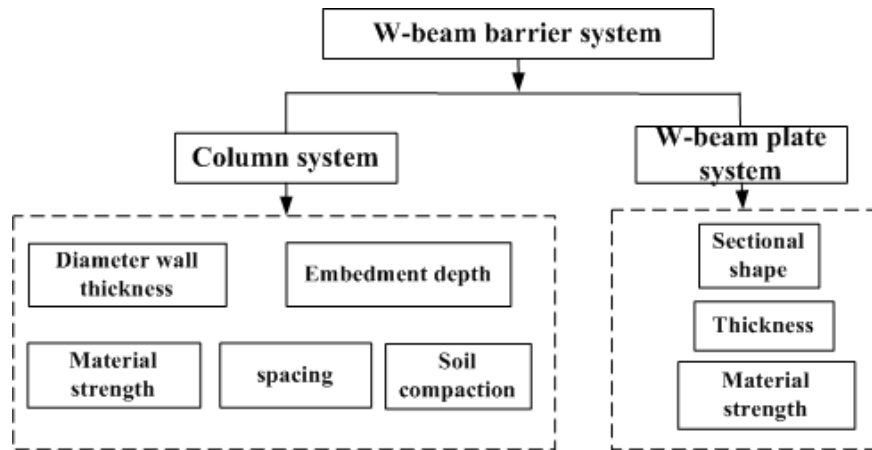 W-beam barrier system
Column system
W-beam plate
system
Diameter wall
thickness
Embedment depth
Material
strength
spacing
Soil
compaction
Sectional
shape
Thickness
Material
strength